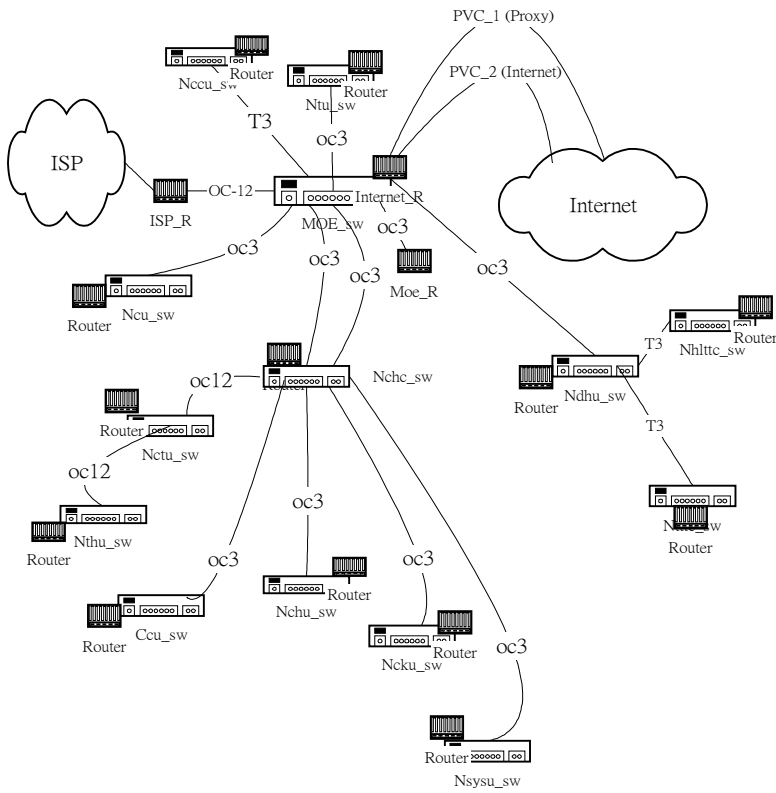 PVC_1 (Proxy)
PVC_2 (Internet)
Router
Nccu_sw
Router
Ntu_sw
T3
oc3
ISP
OC-12
ISP_R
Internet_R
MOE_sw
Internet
oc3
oc3
oc3
oc3
oc3
Moe_R
Router
Ncu_sw
T3
Router
Nhlttc_sw
Nchc_sw
oc12
Router
Ndhu_sw
Router
Nctu_sw
T3
oc12
Router
Nthu_sw
oc3
Router
oc3
oc3
Router
Nchu_sw
Router
Ccu_sw
Router
Ncku_sw
oc3
Router
Nsysu_sw